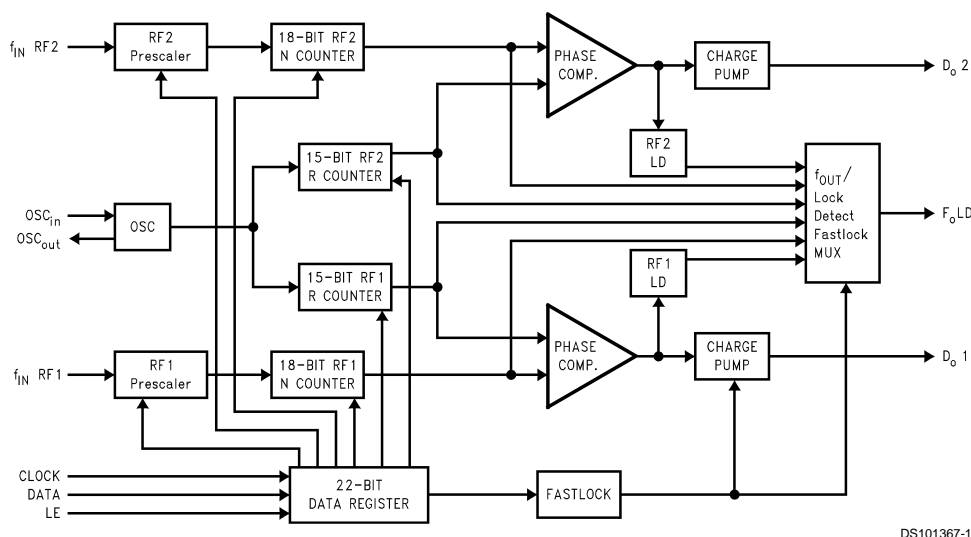 f_IN RF2
RF2
Prescaler
18-BIT RF2
N COUNTER
PHASE
COMP.
CHARGE
PUMP
D_o 2
15-BIT RF2
R COUNTER
RF2
LD
OSC_in
OSC_out
OSC
f_OUT/
Lock
Detect
Fastlock
MUX
F_oLD
15-BIT RF1
R COUNTER
RF1
LD
f_IN RF1
RF1
Prescaler
18-BIT RF1
N COUNTER
PHASE
COMP.
CHARGE
PUMP
D_o 1
CLOCK
DATA
LE
22-BIT
DATA REGISTER
FASTLOCK
DS101367-1